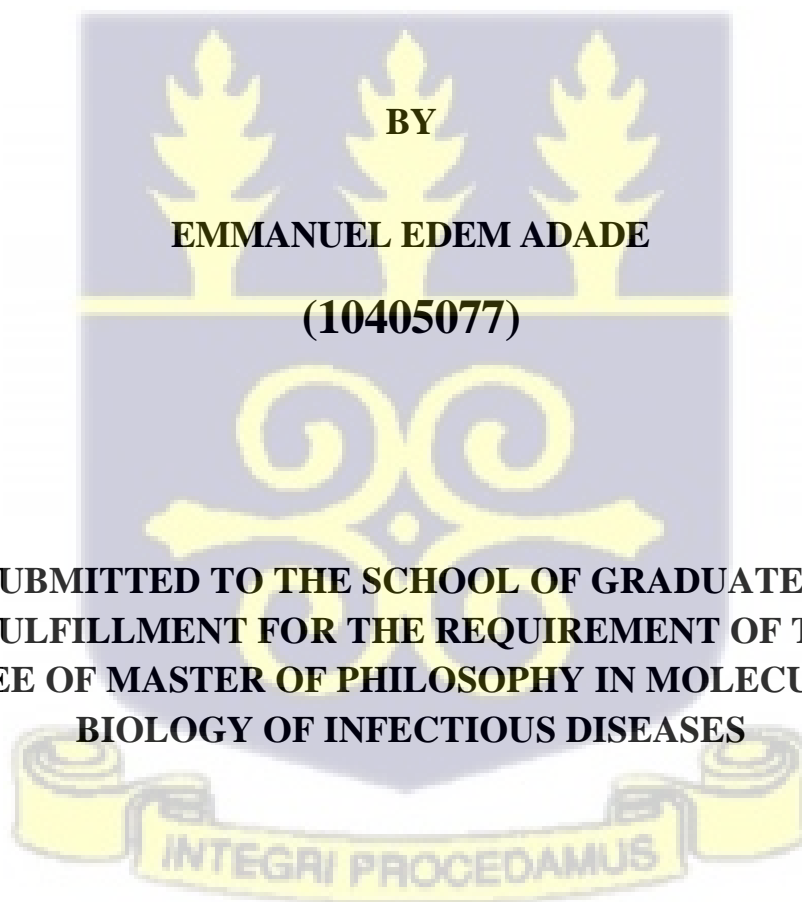 BY
EMMANUEL EDEM ADADE
(10405077)
UBMITTED TO THE SCHOOL OF GRADUATE
ULFILLMENT FOR THE REQUIREMENT OF T
EE OF MASTER OF PHILOSOPHY IN MOLECU
BIOLOGY OF INFECTIOUS DISEASES
INTEGRI PROCEDAMUS